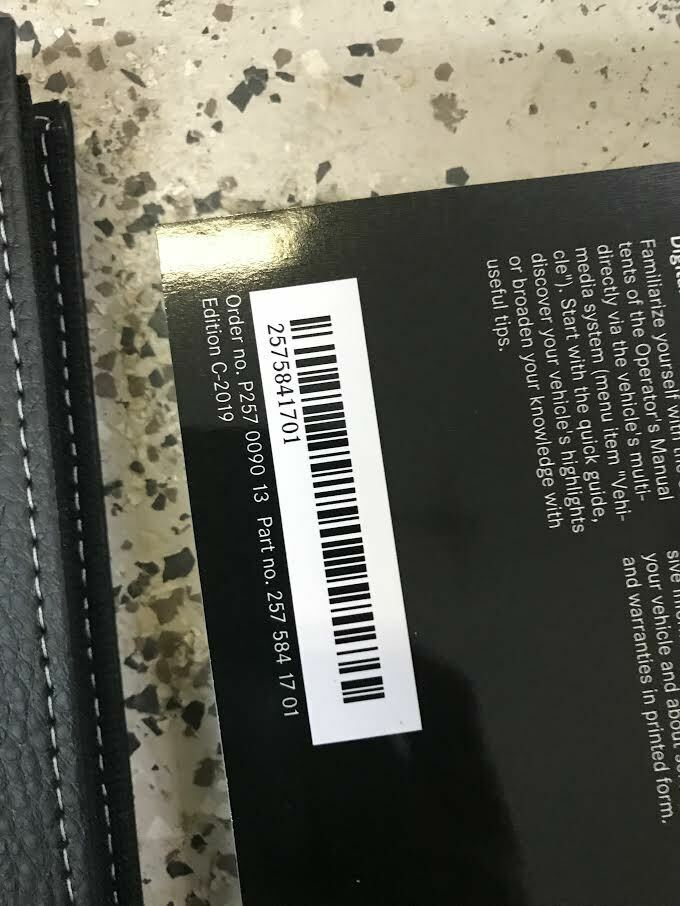 Familiarize yourself with
tents of the Operator's Manual
directly via the vehicle's multi-
media system (menu item "Vehi-
cle"). Start with the quick guide,
discover your vehicle's highlights
or broaden your knowledge with
useful tips.
your vehicle and about
and warranties in printed form,
2575841701
Order no. P257 0090 13 Part no. 257 584 17 01
Edition C-2019